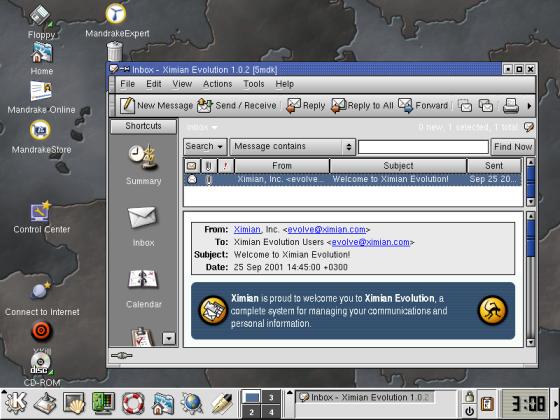 Floppy
MandrakeExpert
Home
Mandrake Online
MandrakeStore
Control Center
Connect to Internet
XKill
DISC
CD-ROM
Inbox - Ximian Evolution 1.0.2 [5mdk]
File Edit View Actions Tools Help
New Message Send / Receive Reply Reply to All Forward
Shortcuts
Summary
Inbox
Calendar
Inbox
0 new, 1 selected, 1 total
Search Message contains Find Now
! From Subject Sent
Ximian, Inc. <evolve... Welcome to Ximian Evolution! Sep 25 20...
From: Ximian, Inc. <evolve@ximian.com>
To: Ximian Evolution Users <evolve@ximian.com>
Subject: Welcome to Ximian Evolution!
Date: 25 Sep 2001 14:45:00 +0300
Ximian is proud to welcome you to Ximian Evolution, a
complete system for managing your communications and
personal information.
K
3
2 4
Inbox - Ximian Evolution 1.0.2
3:08